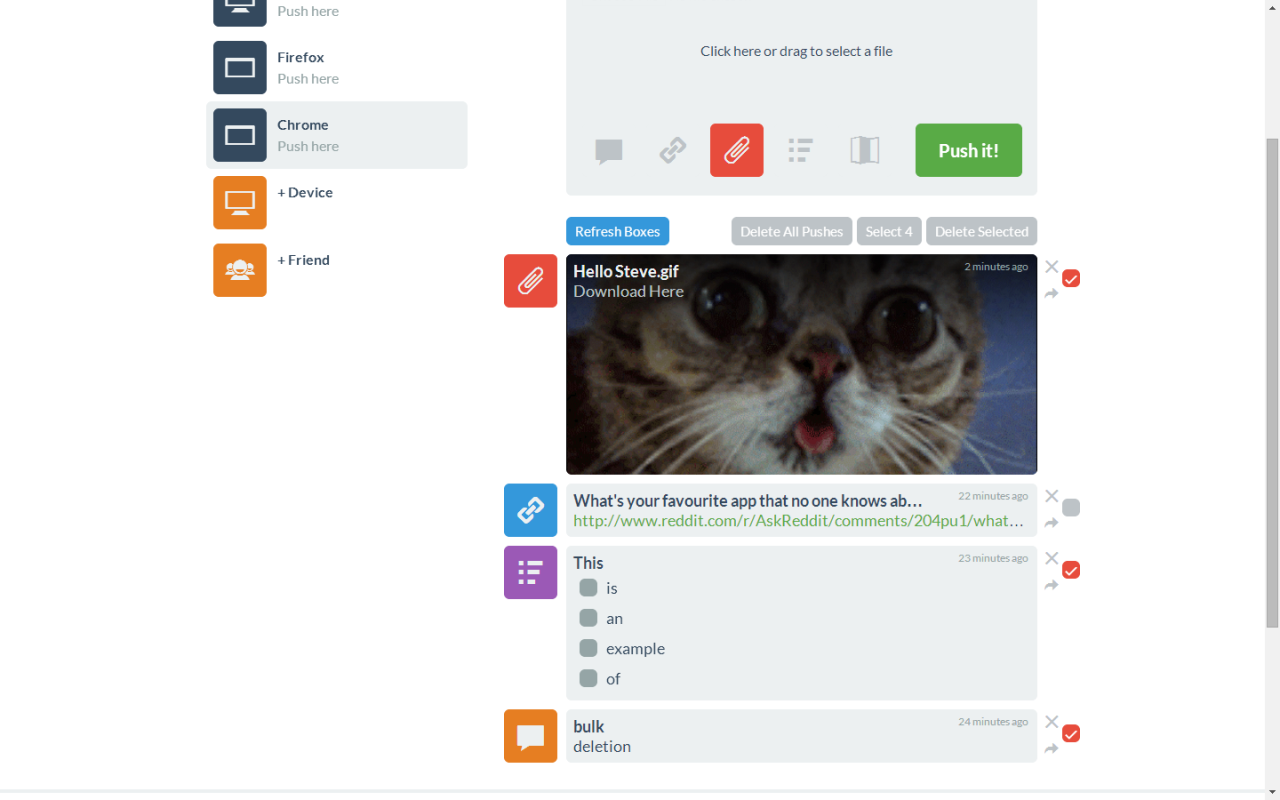 Push here
Firefox
Push here
Chrome
Push here
+ Device
+ Friend
Click here or drag to select a file
Push it!
Refresh Boxes
Delete All Pushes
Select 4
Delete Selected
Hello Steve.gif
2 minutes ago
Download Here
What's your favourite app that no one knows ab...
22 minutes ago
http://www.reddit.com/r/AskReddit/comments/204pu1/what...
This
23 minutes ago
is
an
example
of
bulk
24 minutes ago
deletion